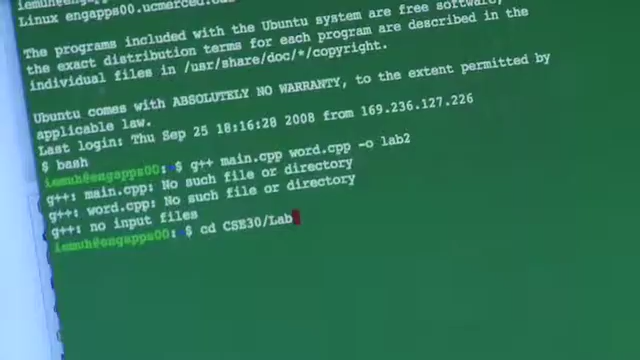 Linux engapps00.ucmerced.
The programs included with the Ubuntu system are free software;
the exact distribution terms for each program are described in the
individual files in /usr/share/doc/*/copyright.
Ubuntu comes with ABSOLUTELY NO WARRANTY, to the extent permitted by
applicable law.
Last login: Thu Sep 25 18:16:28 2008 from 169.236.127.226
$ bash
iemuh@engapps00:~$ g++ main.cpp word.cpp -o lab2
g++: main.cpp: No such file or directory
g++: word.cpp: No such file or directory
g++: no input files
iemuh@engapps00:~$ cd CSE30/Lab